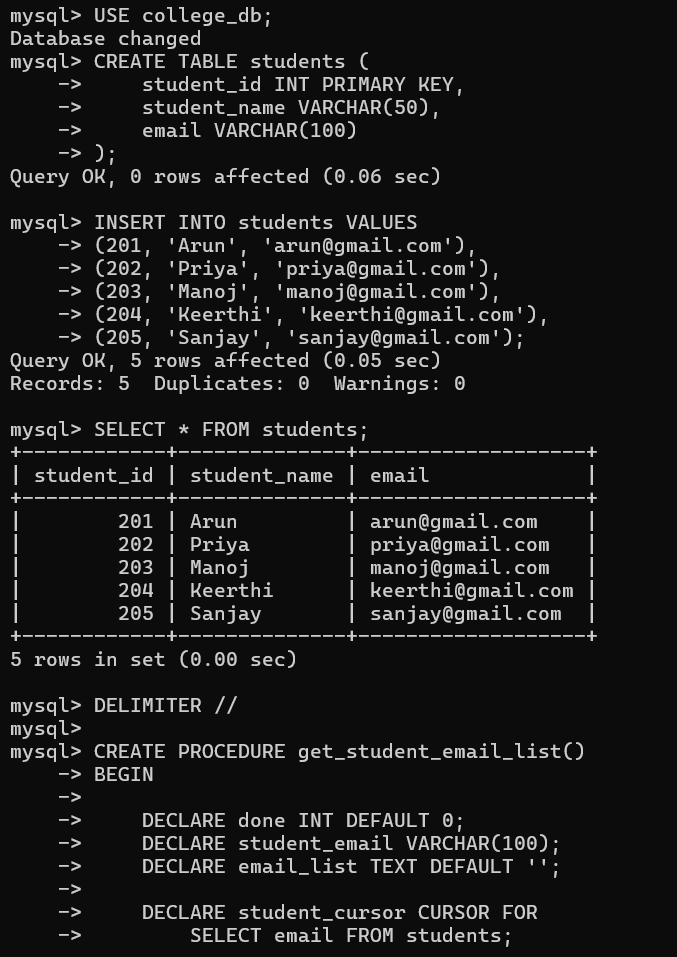 mysql> USE college_db;
Database changed
mysql> CREATE TABLE students (
    ->     student_id INT PRIMARY KEY,
    ->     student_name VARCHAR(50),
    ->     email VARCHAR(100)
    -> );
Query OK, 0 rows affected (0.06 sec)

mysql> INSERT INTO students VALUES
    -> (201, 'Arun', 'arun@gmail.com'),
    -> (202, 'Priya', 'priya@gmail.com'),
    -> (203, 'Manoj', 'manoj@gmail.com'),
    -> (204, 'Keerthi', 'keerthi@gmail.com'),
    -> (205, 'Sanjay', 'sanjay@gmail.com');
Query OK, 5 rows affected (0.05 sec)
Records: 5  Duplicates: 0  Warnings: 0

mysql> SELECT * FROM students;
+------------+--------------+-------------------+
| student_id | student_name | email             |
+------------+--------------+-------------------+
|        201 | Arun         | arun@gmail.com    |
|        202 | Priya        | priya@gmail.com   |
|        203 | Manoj        | manoj@gmail.com   |
|        204 | Keerthi      | keerthi@gmail.com |
|        205 | Sanjay       | sanjay@gmail.com  |
+------------+--------------+-------------------+
5 rows in set (0.00 sec)

mysql> DELIMITER //
mysql>
mysql> CREATE PROCEDURE get_student_email_list()
    -> BEGIN
    ->
    ->     DECLARE done INT DEFAULT 0;
    ->     DECLARE student_email VARCHAR(100);
    ->     DECLARE email_list TEXT DEFAULT '';
    ->
    ->     DECLARE student_cursor CURSOR FOR
    ->         SELECT email FROM students;